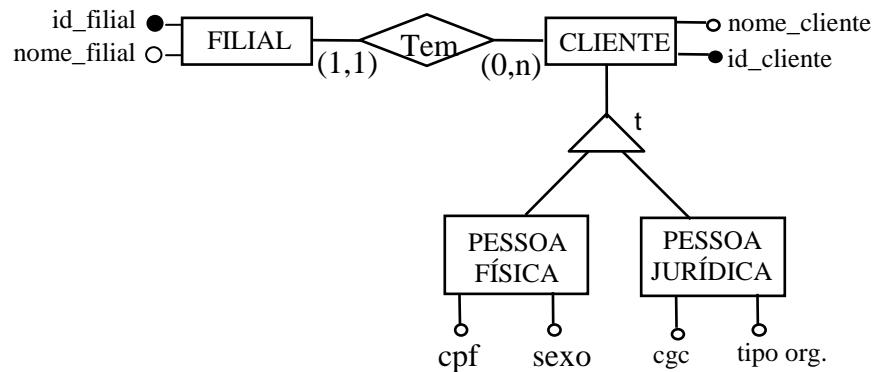 id_filial
nome_filial
FILIAL
(1,1)
Tem
(0,n)
CLIENTE
nome_cliente
id_cliente
t
PESSOA
FÍSICA
PESSOA
JURÍDICA
cpf
sexo
cgc
tipo org.